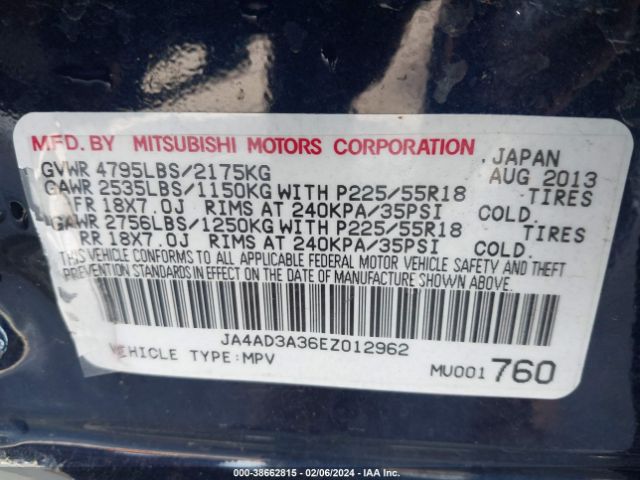 MFD. BY MITSUBISHI MOTORS CORPORATION, JAPAN
GVWR 4795LBS/2175KG AUG 2013
GAWR 2535LBS/1150KG WITH P225/55R18 TIRES
FR 18X7.0J RIMS AT 240KPA/35PSI COLD.
GAWR 2756LBS/1250KG WITH P225/55R18 TIRES
RR 18X7.0J RIMS AT 240KPA/35PSI COLD.
THIS VEHICLE CONFORMS TO ALL APPLICABLE FEDERAL MOTOR VEHICLE SAFETY AND THEFT
PREVENTION STANDARDS IN EFFECT ON THE DATE OF MANUFACTURE SHOWN ABOVE.
JA4AD3A36EZ012962
VEHICLE TYPE:MPV
MU001 760
000-38662815 - 02/06/2024 - IAA Inc.